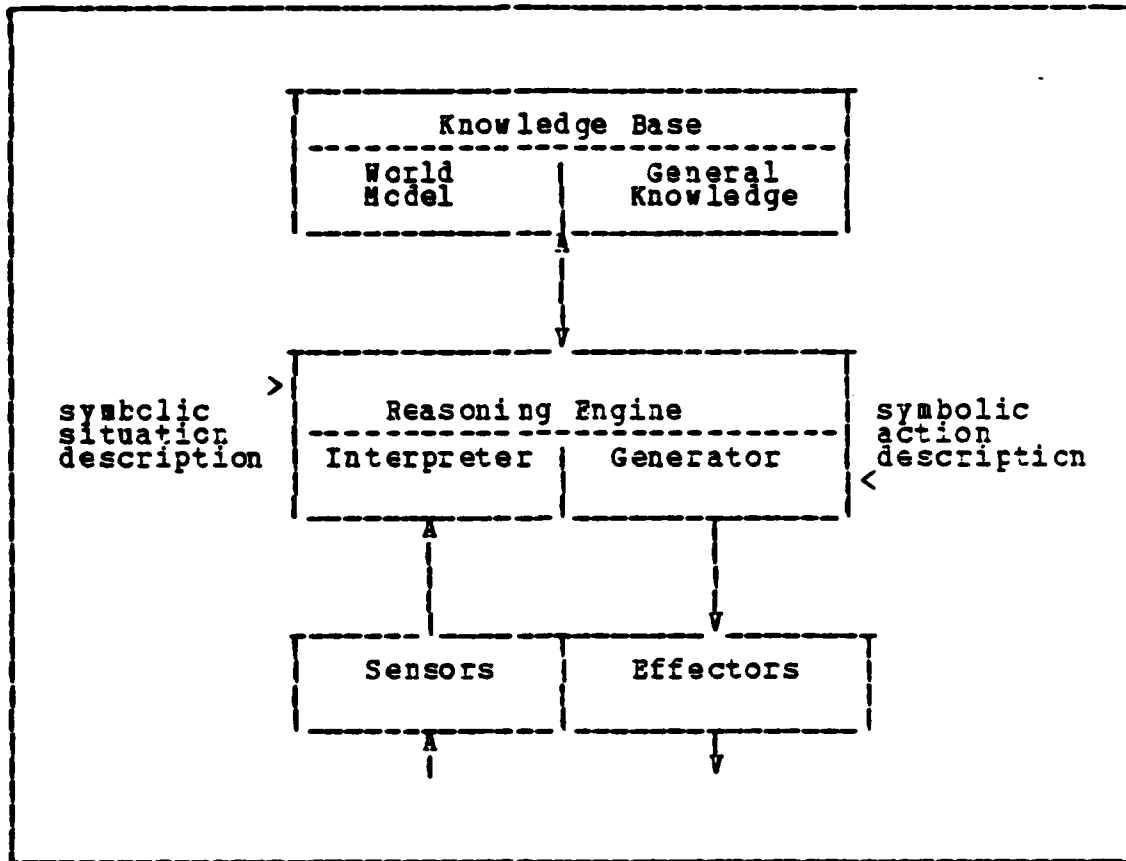 Knowledge Base
World Model
General Knowledge
symbolic situation description
Reasoning Engine
Interpreter
Generator
symbolic action description
Sensors
Effectors